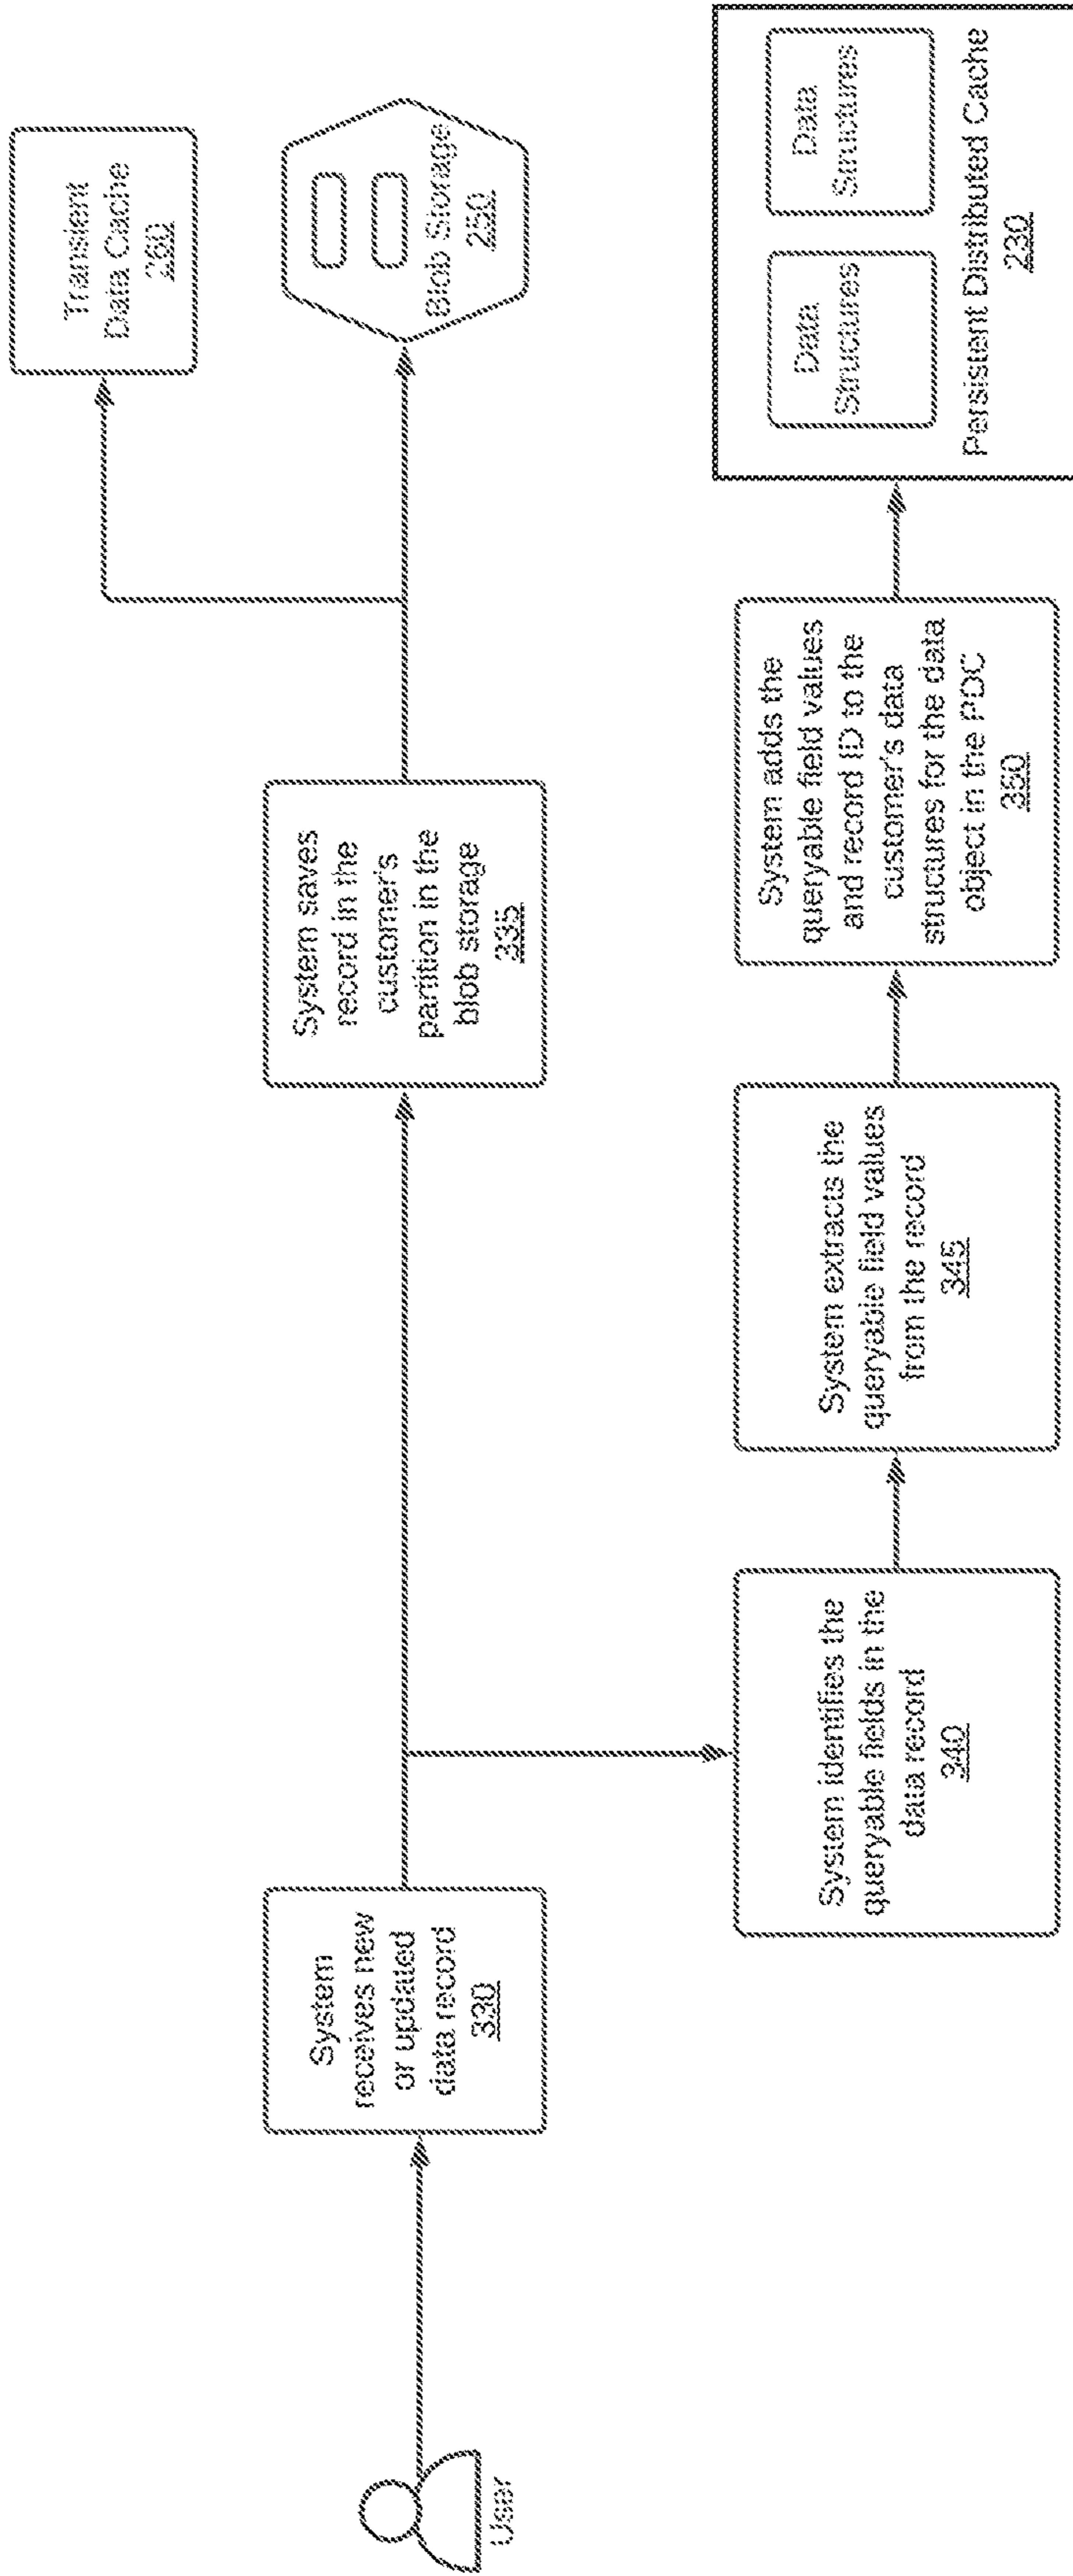 User
System
receives new
or updated
data record
330
System saves
record in the
customer's
partition in the
blob storage
335
Transient
Data Cache
260
Blob Storage
250
System identifies the
queryable fields in the
data record
340
System extracts the
queryable field values
from the record
345
System adds the
queryable field values
and record ID to the
customer's data
structures for the data
object in the PDC
350
Data
Structures
Data
Structures
Persistent Distributed Cache
230